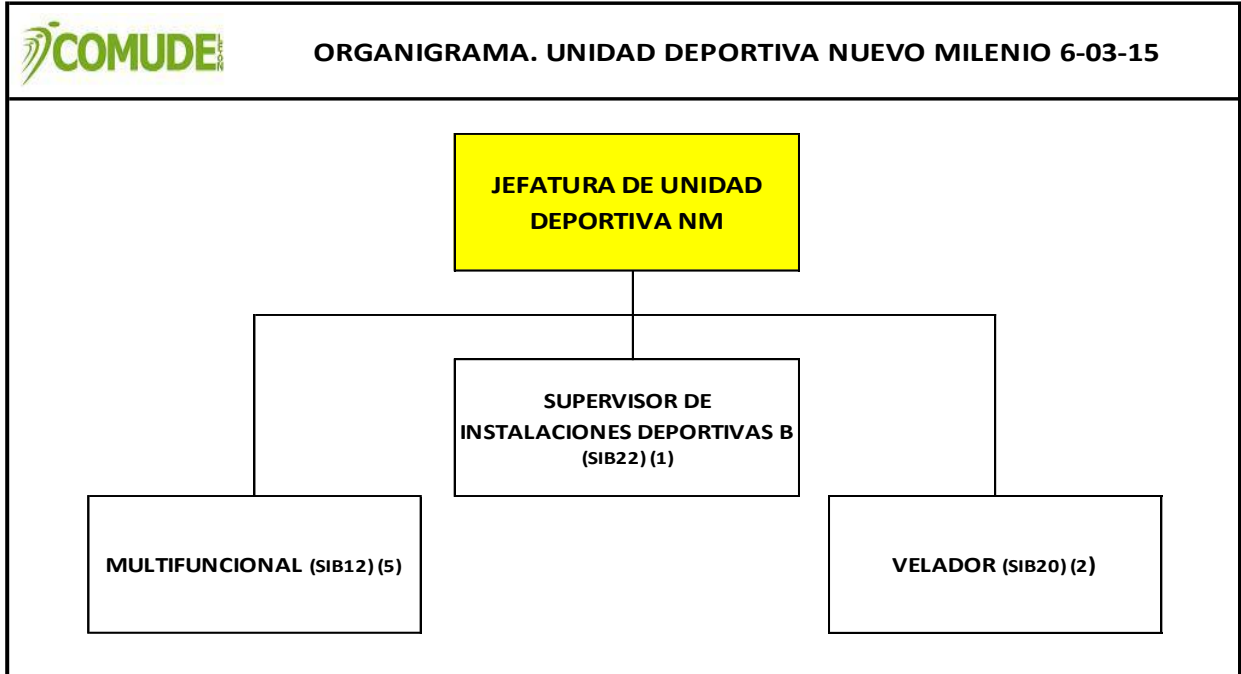 COMUDE LEON
ORGANIGRAMA. UNIDAD DEPORTIVA NUEVO MILENIO 6-03-15
JEFATURA DE UNIDAD
DEPORTIVA NM
SUPERVISOR DE
INSTALACIONES DEPORTIVAS B
(SIB22) (1)
MULTIFUNCIONAL (SIB12) (5)
VELADOR (SIB20) (2)